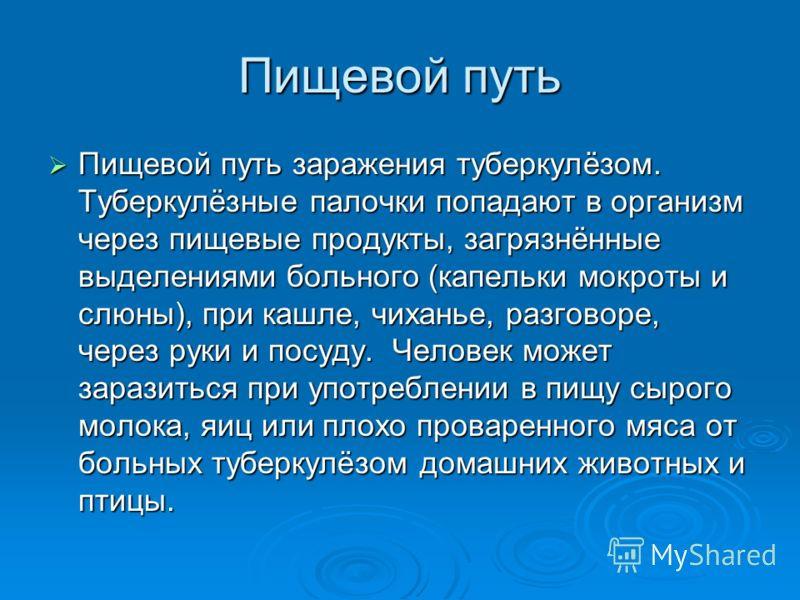 Пищевой путь
Пищевой путь заражения туберкулёзом.
Туберкулёзные палочки попадают в организм
через пищевые продукты, загрязнённые
выделениями больного (капельки мокроты и
слюны), при кашле, чиханье, разговоре,
через руки и посуду. Человек может
заразиться при употреблении в пищу сырого
молока, яиц или плохо проваренного мяса от
больных туберкулёзом домашних животных и
птицы.
MyShared